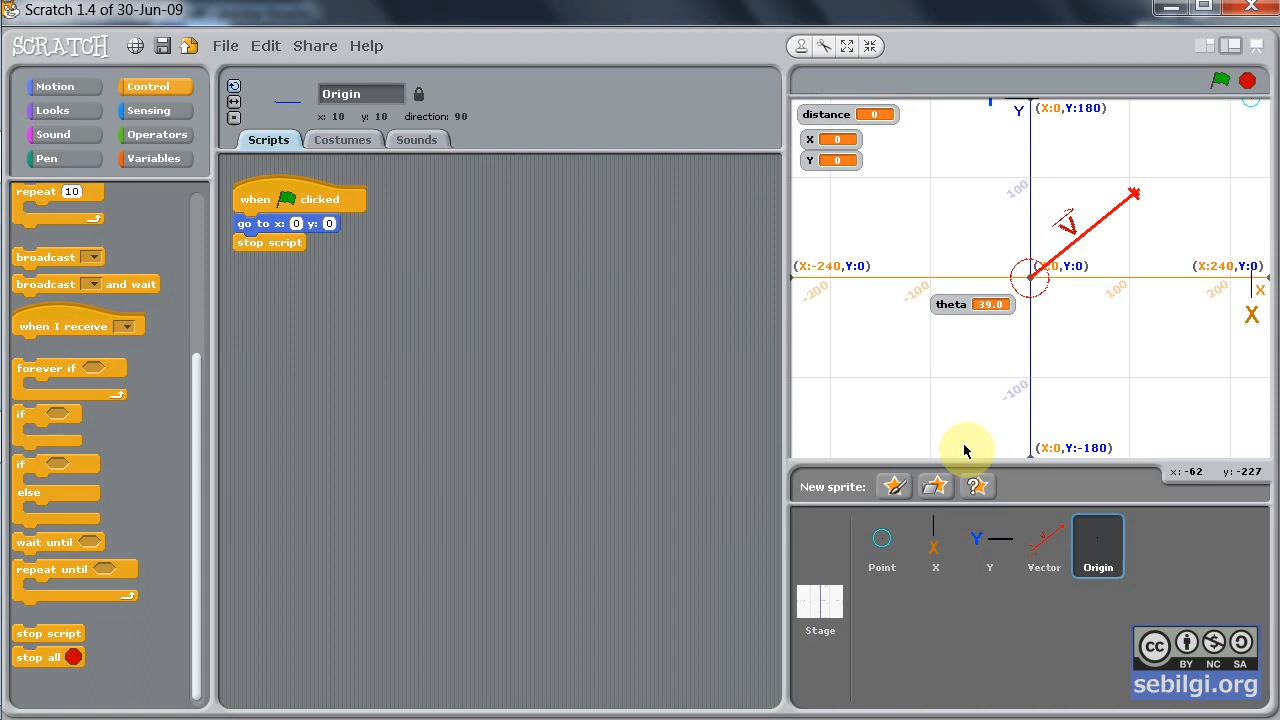 Scratch 1.4 of 30-Jun-09
SCRATCH File Edit Share Help
Motion Control
Looks Sensing
Sound Operators
Pen Variables
repeat 10
broadcast
broadcast and wait
when I receive
forever if
if
if
else
wait until
repeat until
stop script
stop all
Origin
x: 10 y: 10 direction: 90
Scripts Costumes Sounds
when clicked
go to x: 0 y: 0
stop script
distance 0
X 0
Y 0
Y (X:0,Y:180)
100
V
(X:-240,Y:0) (X:0,Y:0) (X:240,Y:0)
-200 -100 100 200 X
theta 39.0
X
-100
(X:0,Y:-180)
x: -62 y: -227
New sprite:
X Y V
Point X Y Vector Origin
Stage
cc BY NC SA
sebilgi.org